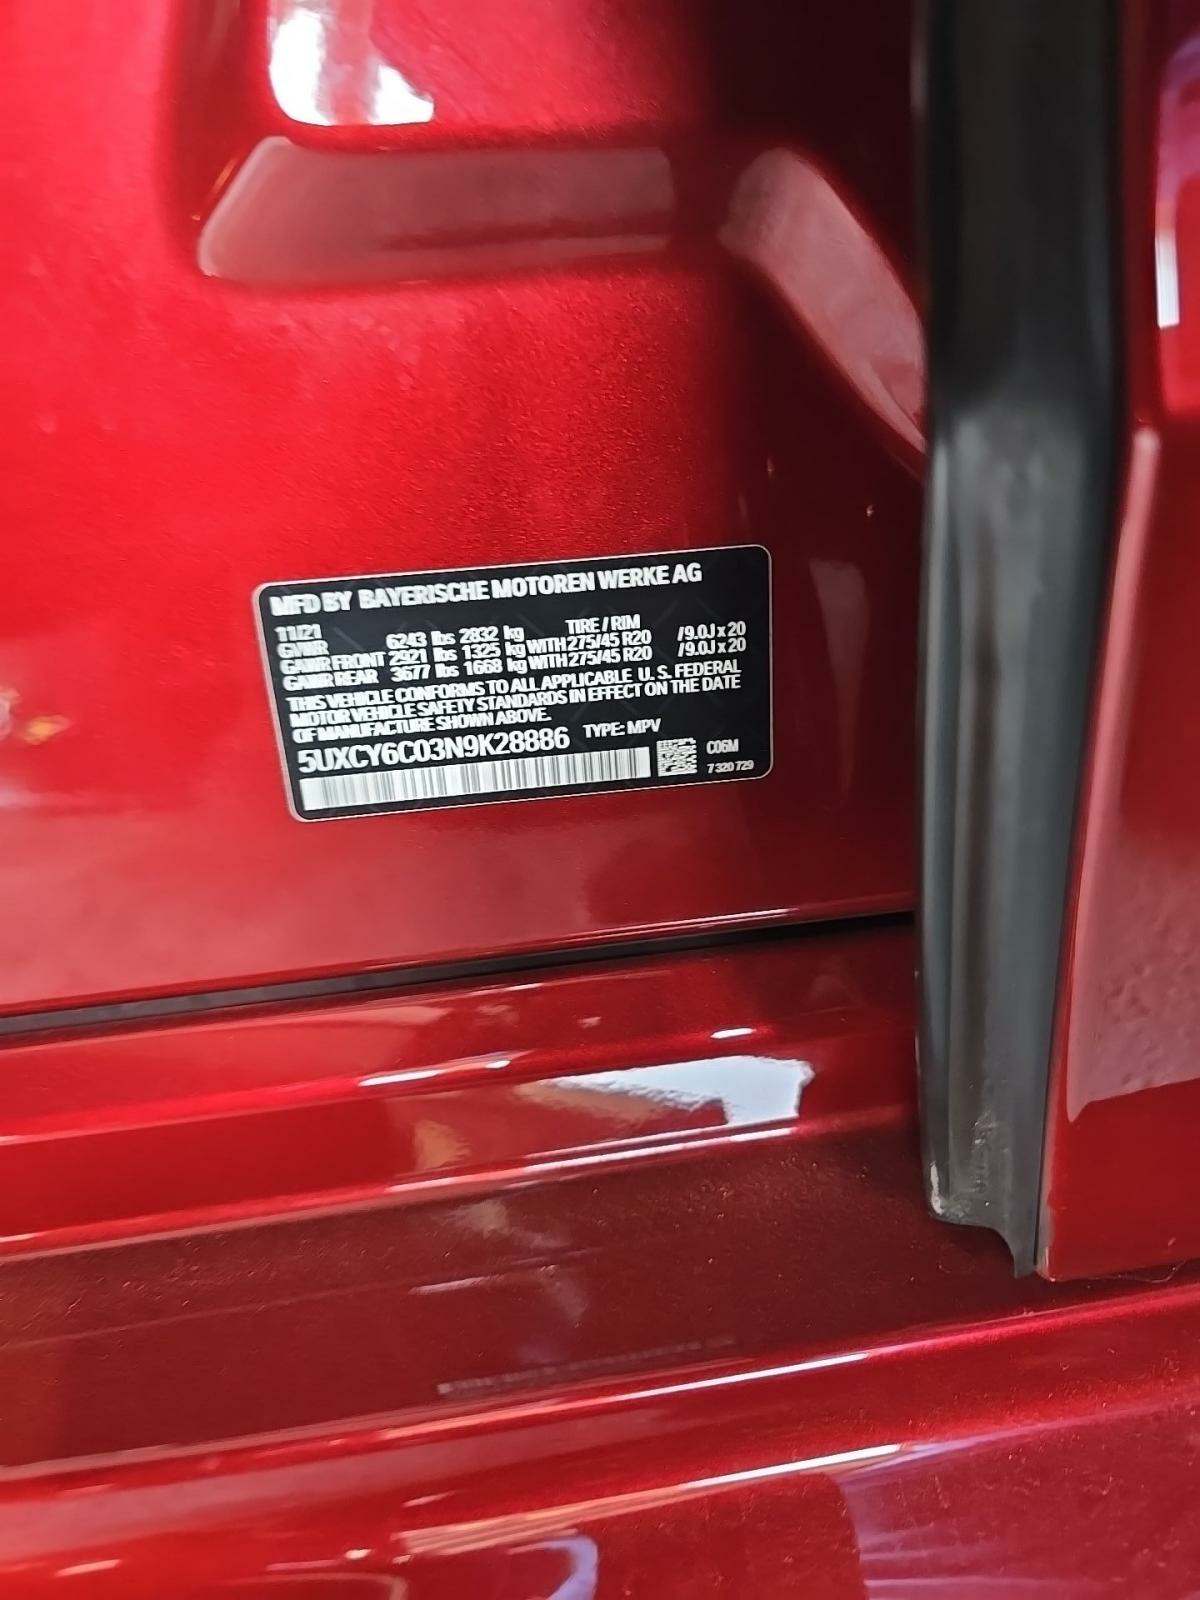 MFD BY BAYERISCHE MOTOREN WERKE AG
11/21 TIRE / RIM
GVWR 6243 lbs 2832 kg
GAWR FRONT 2921 lbs 1325 kg WITH 275/45 R20 / 9.0J x 20
GAWR REAR 3677 lbs 1668 kg WITH 275/45 R20 / 9.0J x 20
THIS VEHICLE CONFORMS TO ALL APPLICABLE U. S. FEDERAL
MOTOR VEHICLE SAFETY STANDARDS IN EFFECT ON THE DATE
OF MANUFACTURE SHOWN ABOVE.
5UXCY6C03N9K28886 TYPE: MPV
C06M
7 320 729